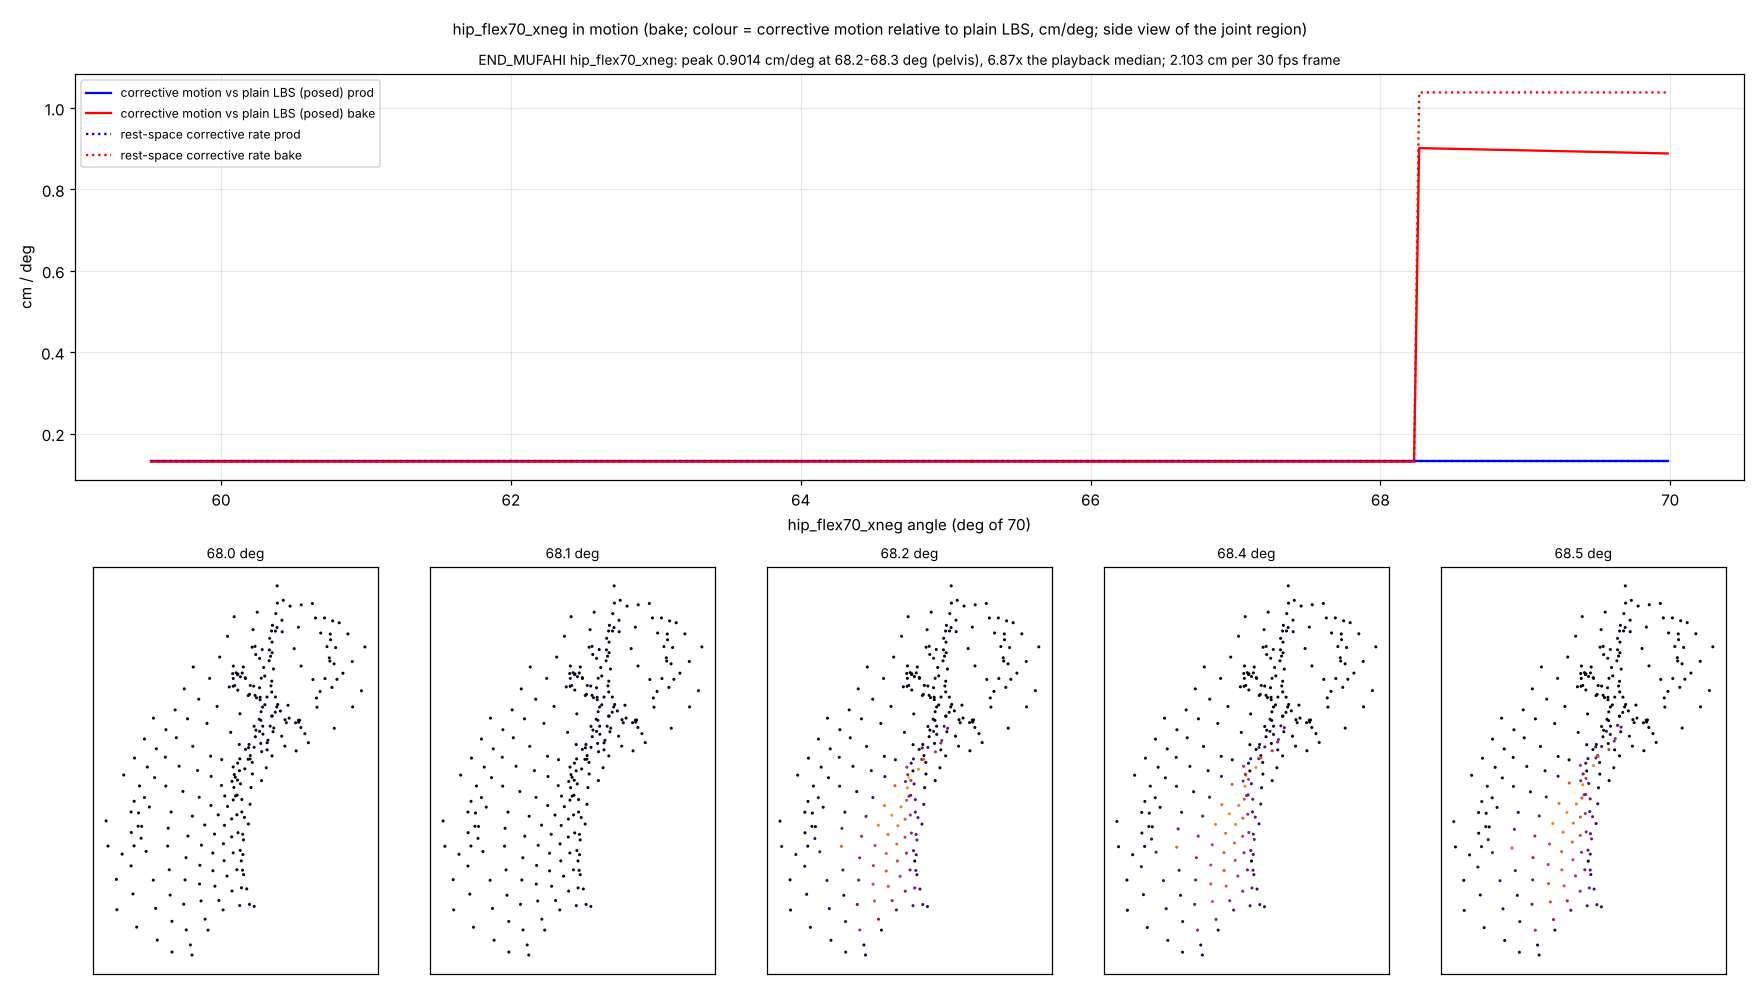 hip_flex70_xneg in motion (bake; colour = corrective motion relative to plain LBS, cm/deg; side view of the joint region)
END_MUFAHI hip_flex70_xneg: peak 0.9014 cm/deg at 68.2-68.3 deg (pelvis), 6.87x the playback median; 2.103 cm per 30 fps frame
corrective motion vs plain LBS (posed) prod
corrective motion vs plain LBS (posed) bake
rest-space corrective rate prod
rest-space corrective rate bake
cm / deg
1.0
0.8
0.6
0.4
0.2
60 62 64 66 68 70
hip_flex70_xneg angle (deg of 70)
68.0 deg 68.1 deg 68.2 deg 68.4 deg 68.5 deg